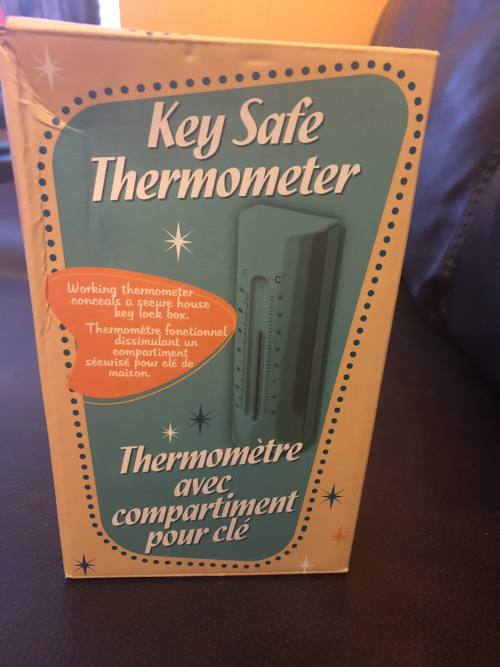 Key Safe
Thermometer
Working thermometer
conceals a secure house
key lock box.
Thermomètre fonctionnel
dissimulant un
compartiment
sécurisé pour clé de
maison.
C
Thermomètre
avec
compartiment
pour clé